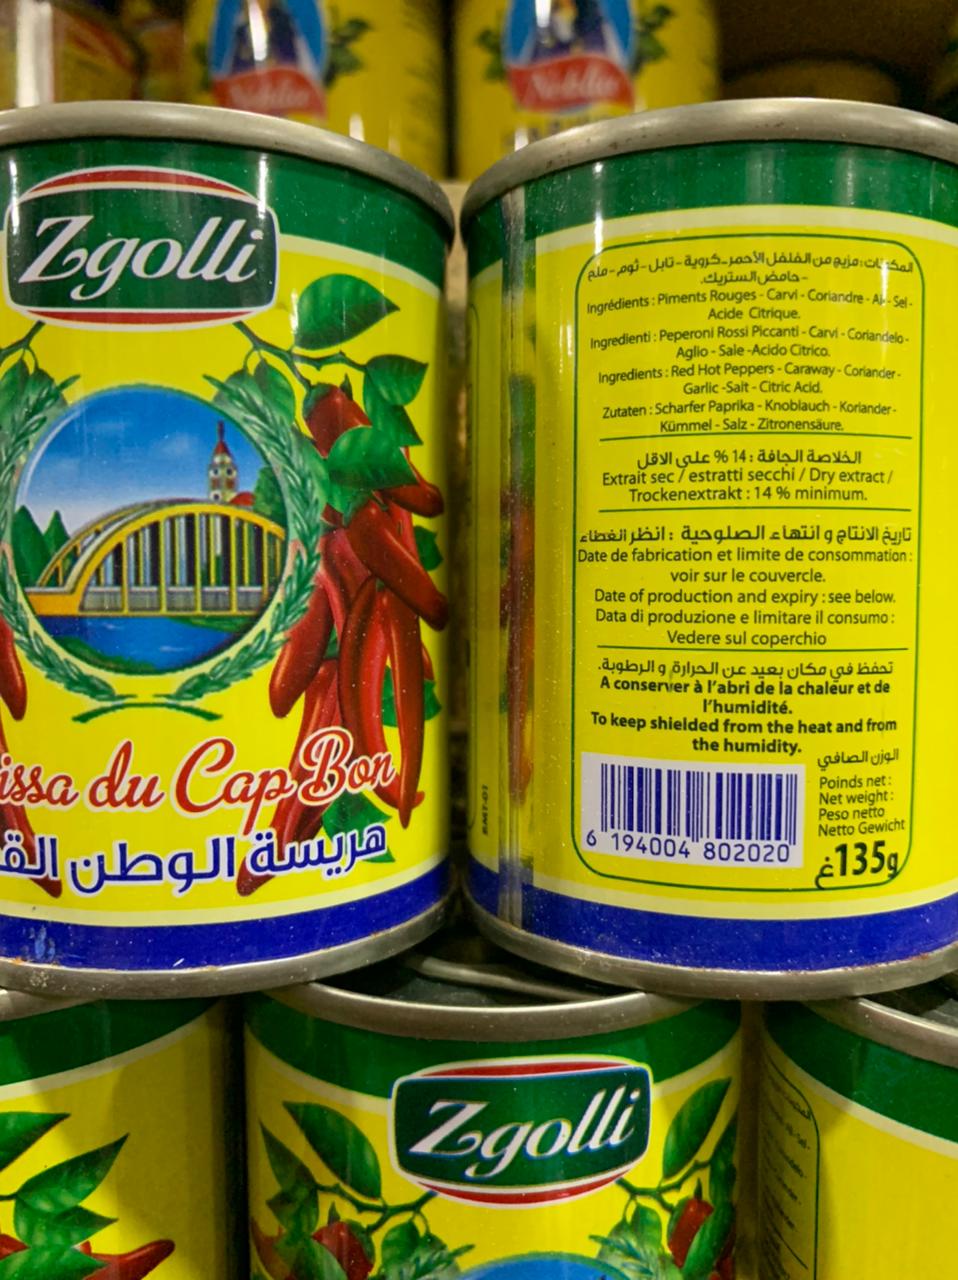 Zgolli
issa du Cap Bon
هريسة الوطن
المكونات: مزيج من الفلفل الأحمر - كروية - تابل - ثوم - ملح
- حامض الستريك.
Ingrédients : Piments Rouges - Carvi - Coriandre - Ail - Sel -
Acide Citrique.
Ingredienti : Peperoni Rossi Piccanti - Carvi - Coriandelo -
Aglio - Sale -Acido Citrico.
Ingredients : Red Hot Peppers - Caraway - Coriander -
Garlic -Salt - Citric Acid.
Zutaten : Scharfer Paprika - Knoblauch - Koriander -
Kümmel - Salz - Zitronensäure.
الخلاصة الجافة : 14 % على الاقل
Extrait sec / estratti secchi / Dry extract /
Trockenextrakt : 14 % minimum.
تاريخ الانتاج و انتهاء الصلوحية : انظر الغطاء
Date de fabrication et limite de consommation :
voir sur le couvercle.
Date of production and expiry : see below.
Data di produzione e limitare il consumo :
Vedere sul coperchio
تحفظ في مكان بعيد عن الحرارة و الرطوبة.
A conserver à l'abri de la chaleur et de
l'humidité.
To keep shielded from the heat and from
the humidity.
الوزن الصافي
Poinds net :
Net weight :
Peso netto
Netto Gewicht
135g غ
6 194004 802020
Zgolli